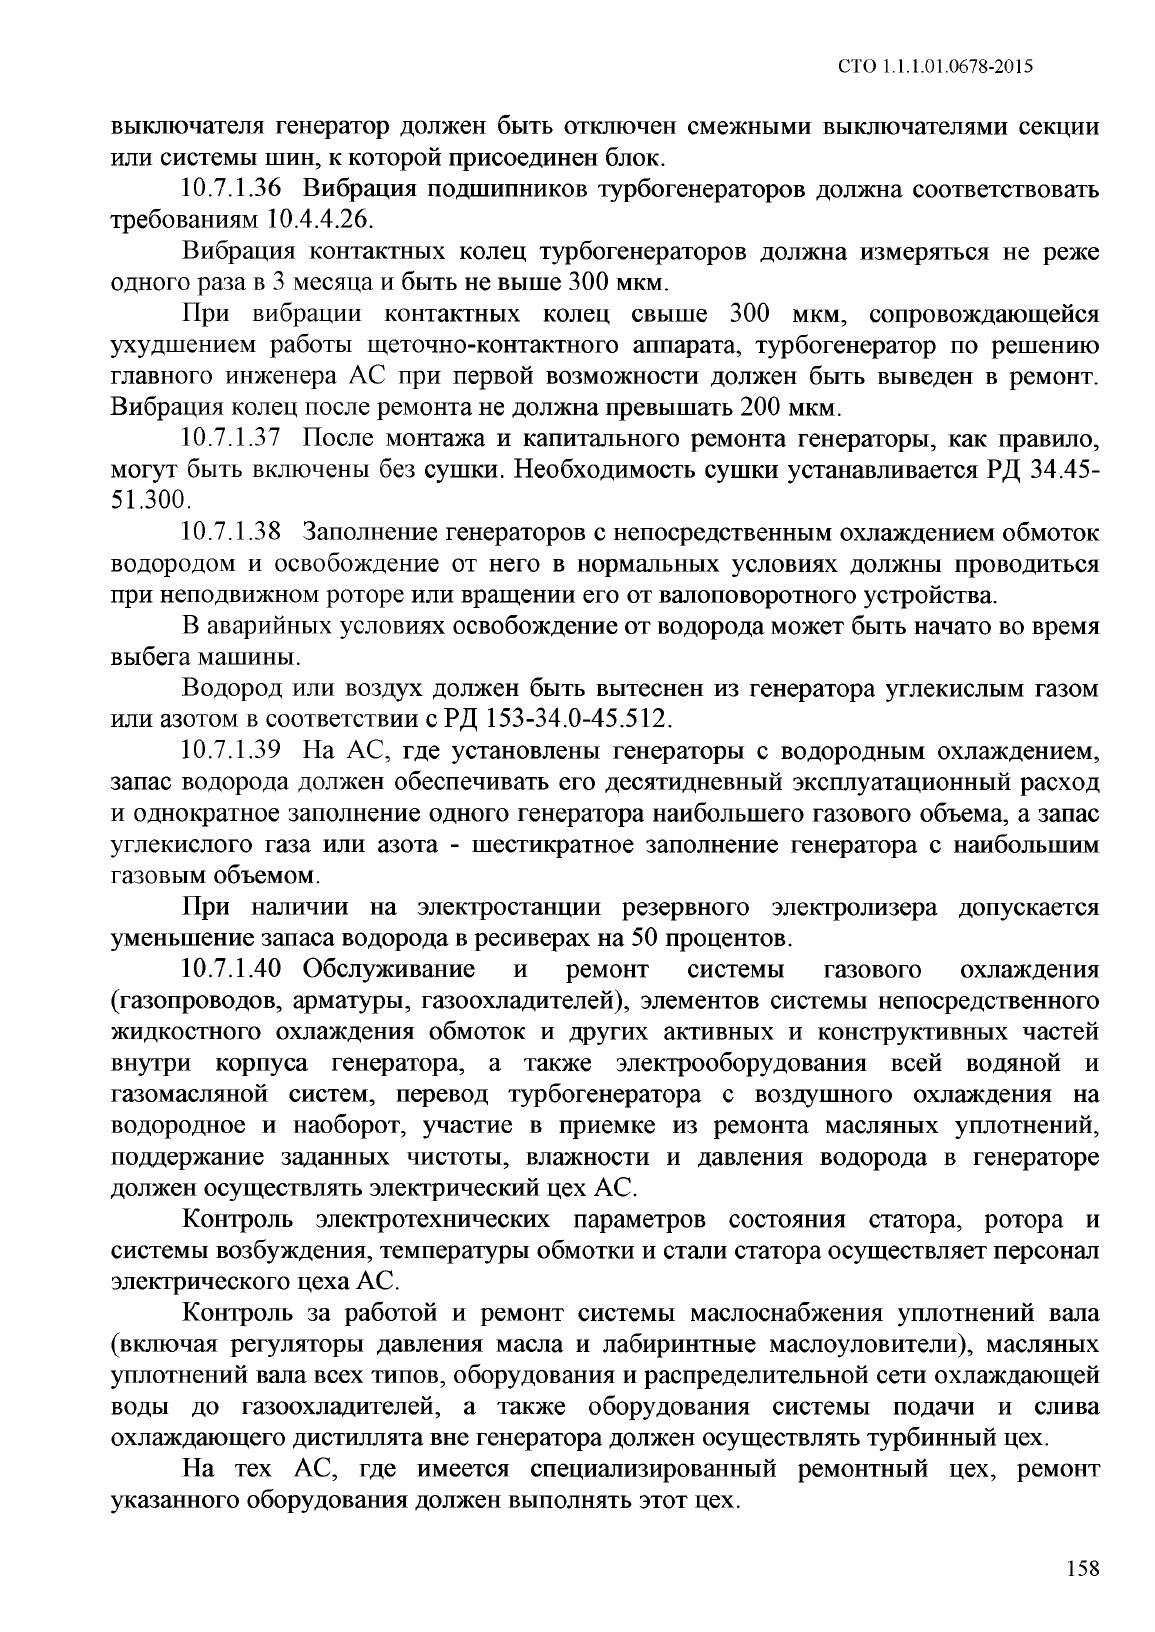 СТО 1.1.1.01.0678-2015
выключателя генератор должен быть отключен смежными выключателями секции
или системы шин, к которой присоединен блок.
10.7.1.36 Вибрация подшипников турбогенераторов должна соответствовать
требованиям 10.4.4.26.
Вибрация контактных колец турбогенераторов должна измеряться не реже
одного раза в 3 месяца и быть не выше 300 мкм.
При вибрации контактных колец свыше 300 мкм, сопровождающейся
ухудшением работы щеточно-контактного аппарата, турбогенератор по решению
главного инженера АС при первой возможности должен быть выведен в ремонт.
Вибрация колец после ремонта не должна превышать 200 мкм.
10.7.1.37 После монтажа и капитального ремонта генераторы, как правило,
могут быть включены без сушки. Необходимость сушки устанавливается РД 34.45-
51.300.
10.7.1.38 Заполнение генераторов с непосредственным охлаждением обмоток
водородом и освобождение от него в нормальных условиях должны проводиться
при неподвижном роторе или вращении его от валоповоротного устройства.
В аварийных условиях освобождение от водорода может быть начато во время
выбега машины.
Водород или воздух должен быть вытеснен из генератора углекислым газом
или азотом в соответствии с РД 153-34.0-45.512.
10.7.1.39 На АС, где установлены генераторы с водородным охлаждением,
запас водорода должен обеспечивать его десятидневный эксплуатационный расход
и однократное заполнение одного генератора наибольшего газового объема, а запас
углекислого газа или азота - шестикратное заполнение генератора с наибольшим
газовым объемом.
При наличии на электростанции резервного электролизера допускается
уменьшение запаса водорода в ресиверах на 50 процентов.
10.7.1.40 Обслуживание и ремонт системы газового охлаждения
(газопроводов, арматуры, газоохладителей), элементов системы непосредственного
жидкостного охлаждения обмоток и других активных и конструктивных частей
внутри корпуса генератора, а также электрооборудования всей водяной и
газомасляной систем, перевод турбогенератора с воздушного охлаждения на
водородное и наоборот, участие в приемке из ремонта масляных уплотнений,
поддержание заданных чистоты, влажности и давления водорода в генераторе
должен осуществлять электрический цех АС.
Контроль электротехнических параметров состояния статора, ротора и
системы возбуждения, температуры обмотки и стали статора осуществляет персонал
электрического цеха АС.
Контроль за работой и ремонт системы маслоснабжения уплотнений вала
(включая регуляторы давления масла и лабиринтные маслоуловители), масляных
уплотнений вала всех типов, оборудования и распределительной сети охлаждающей
воды до газоохладителей, а также оборудования системы подачи и слива
охлаждающего дистиллята вне генератора должен осуществлять турбинный цех.
На тех АС, где имеется специализированный ремонтный цех, ремонт
указанного оборудования должен выполнять этот цех.
158